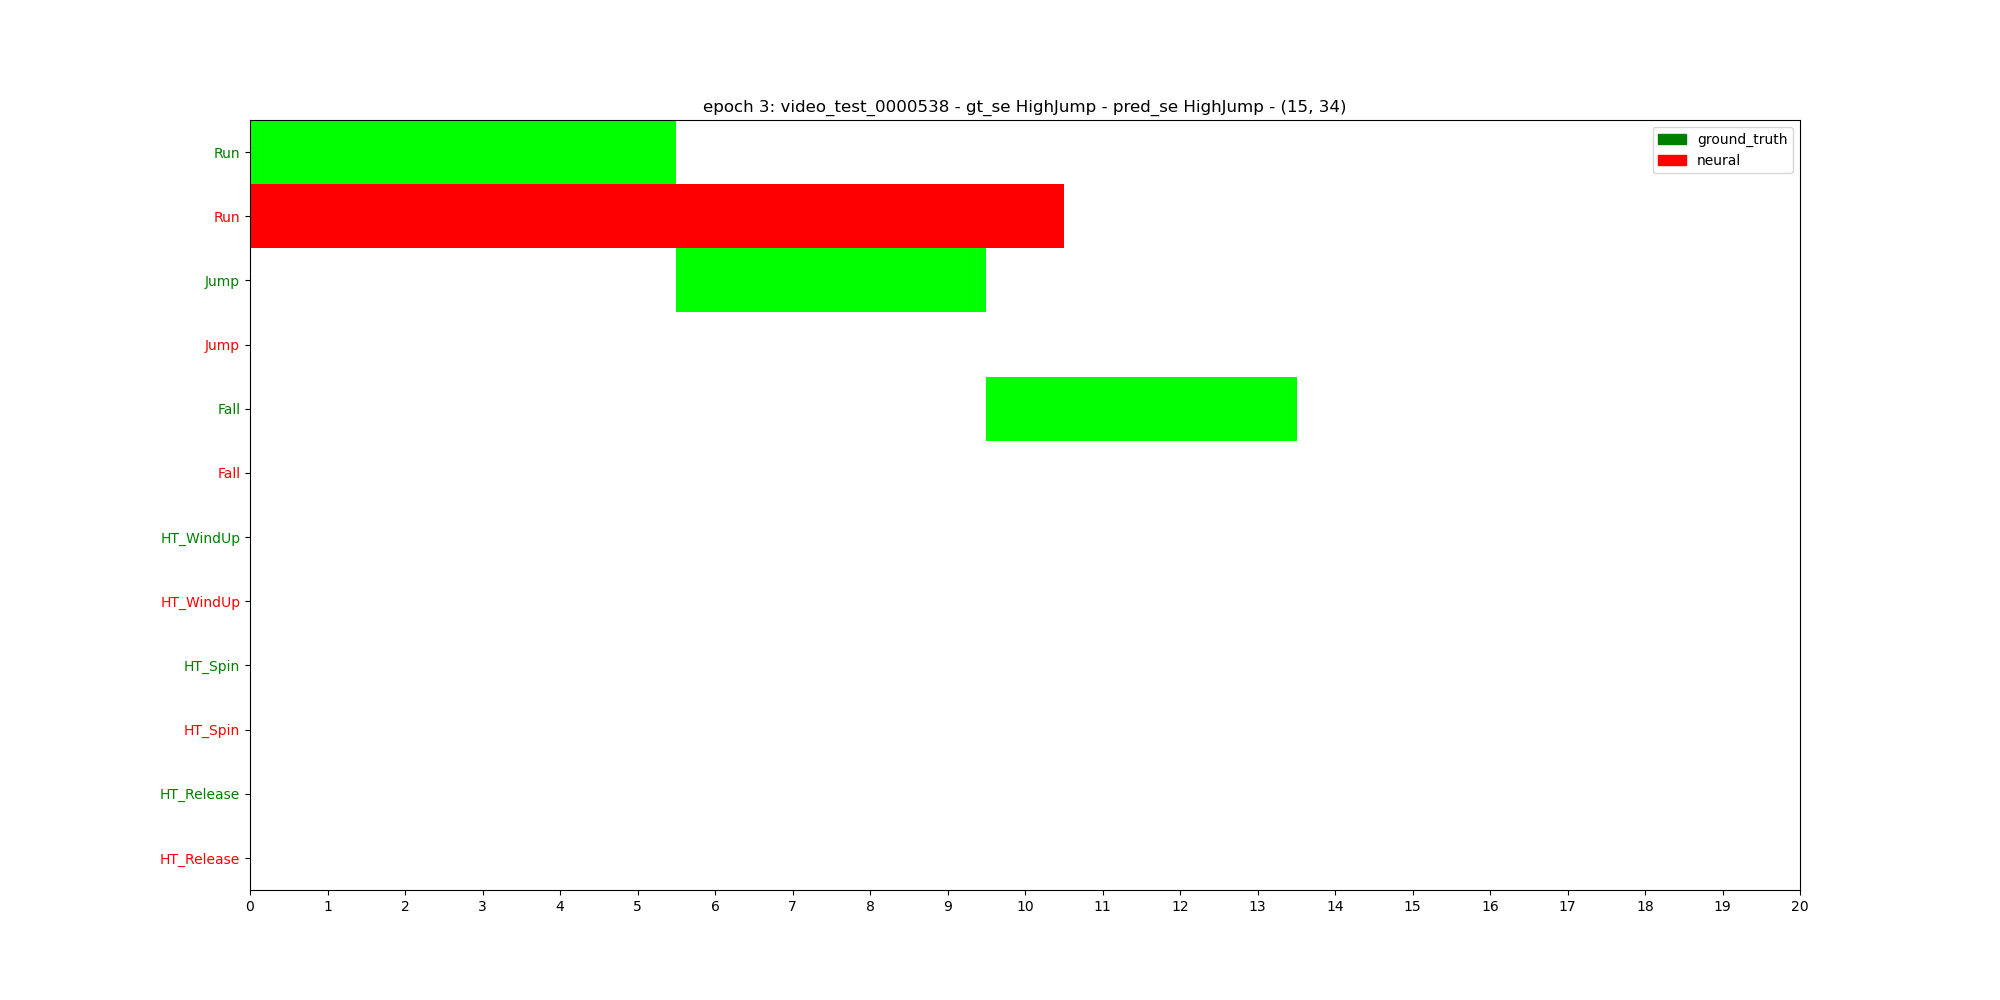 epoch 3: video_test_0000538 - gt_se HighJump - pred_se HighJump - (15, 34)
ground_truth
neural
Run
Run
Jump
Jump
Fall
Fall
HT_WindUp
HT_WindUp
HT_Spin
HT_Spin
HT_Release
HT_Release
0 1 2 3 4 5 6 7 8 9 10 11 12 13 14 15 16 17 18 19 20